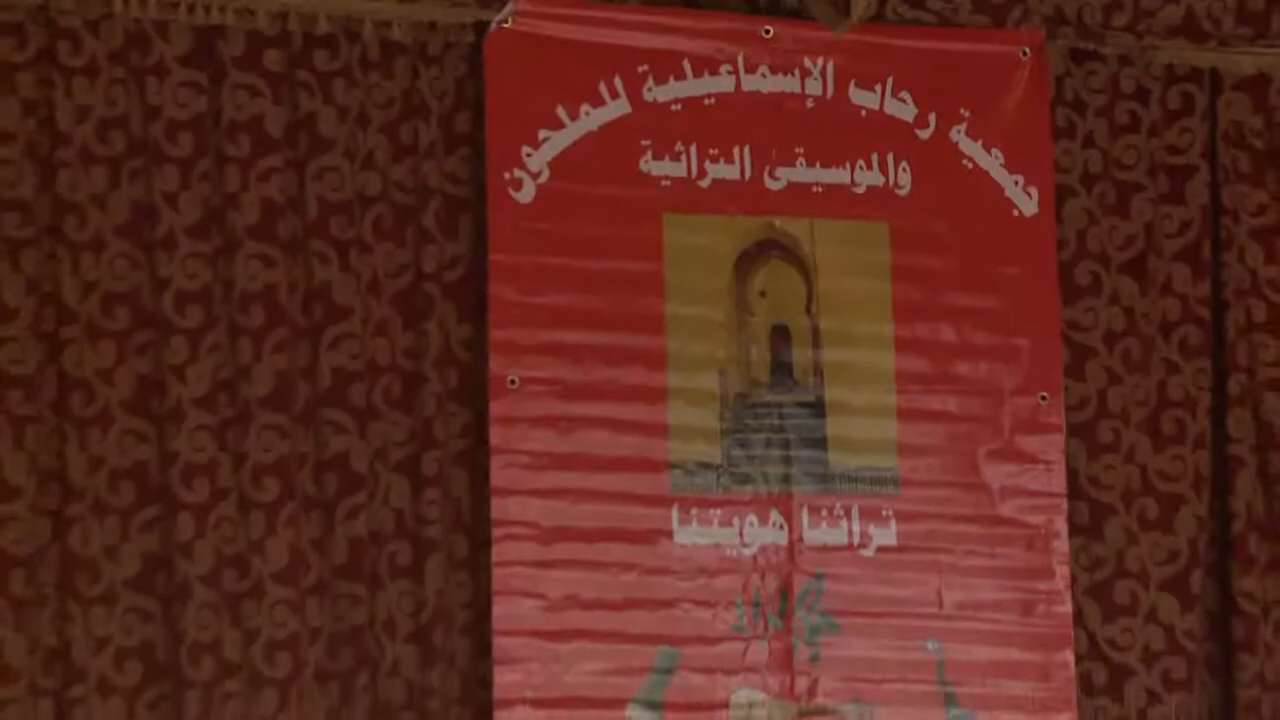 جمعية رحاب الإسماعيلية للملحون
والموسيقى التراثية
تراثنا هويتنا